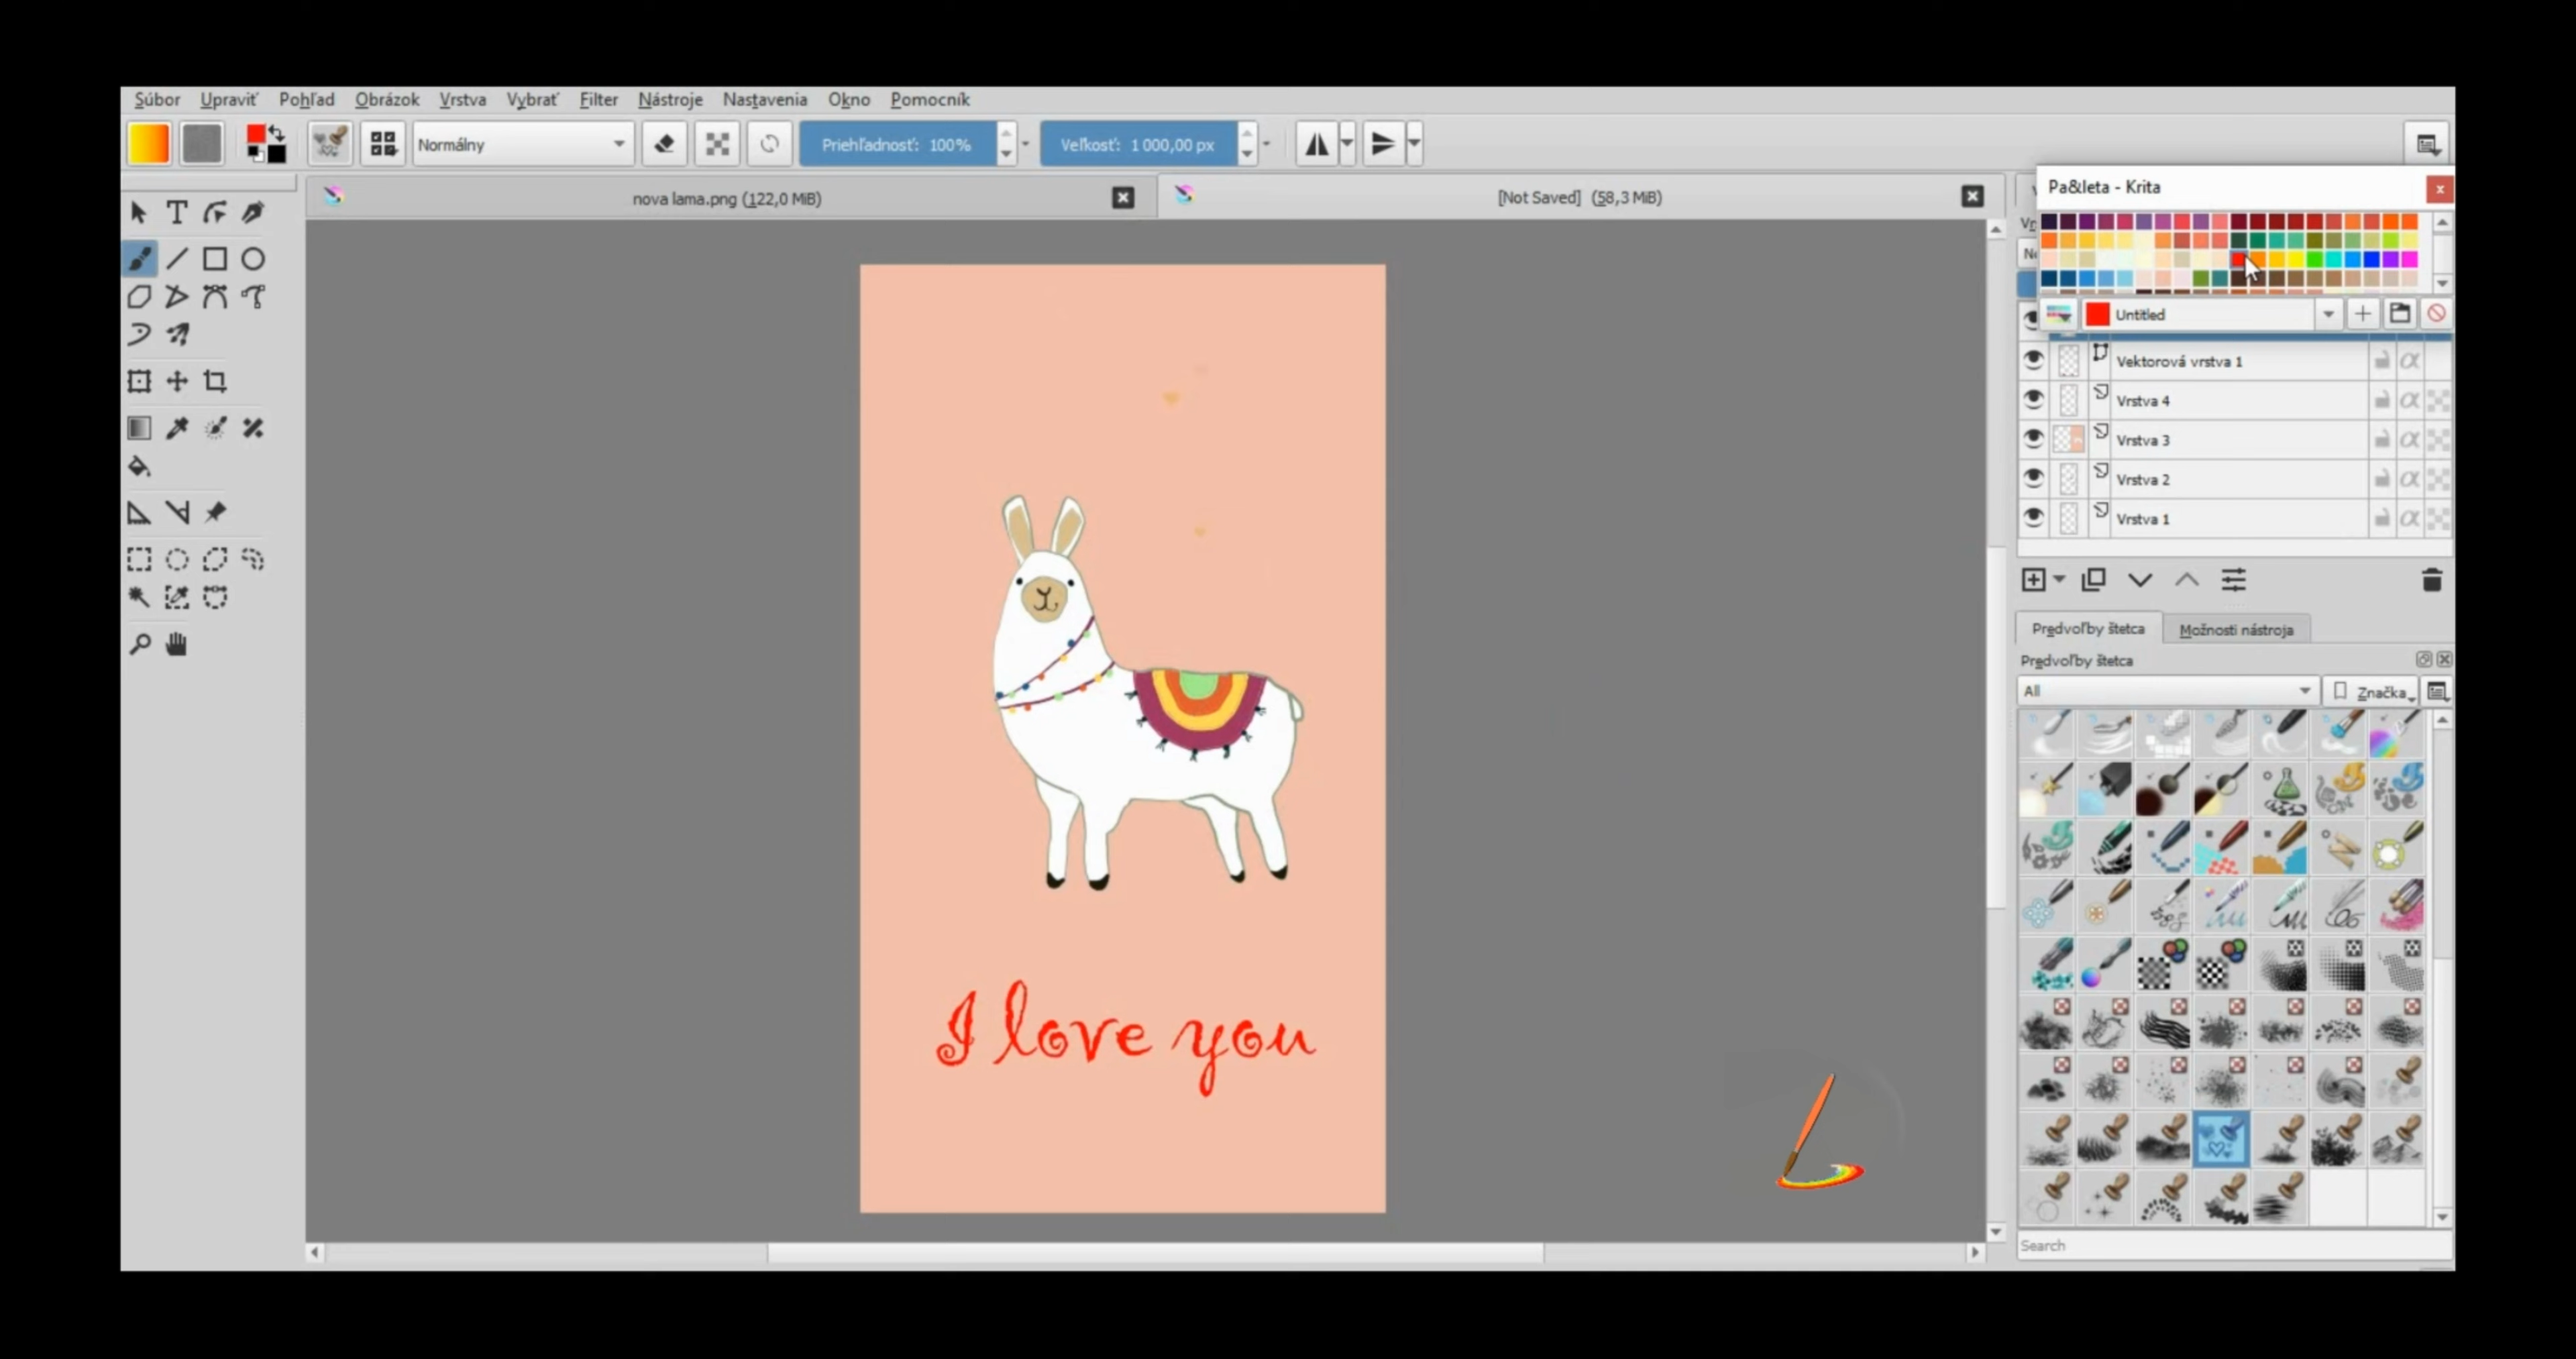 Súbor Upraviť Pohľad Obrázok Vrstva Vybrať Filter Nástroje Nastavenia Okno Pomocník
Normálny Priehľadnosť: 100% Veľkosť: 1 000,00 px
nova lama.png (122,0 MiB) [Not Saved] (58,3 MiB)
Pa&leta - Krita
Untitled
Vektorová vrstva 1
Vrstva 4
Vrstva 3
Vrstva 2
Vrstva 1
Predvoľby štetca Možnosti nástroja
Predvoľby štetca
All Značka
I love you
Search